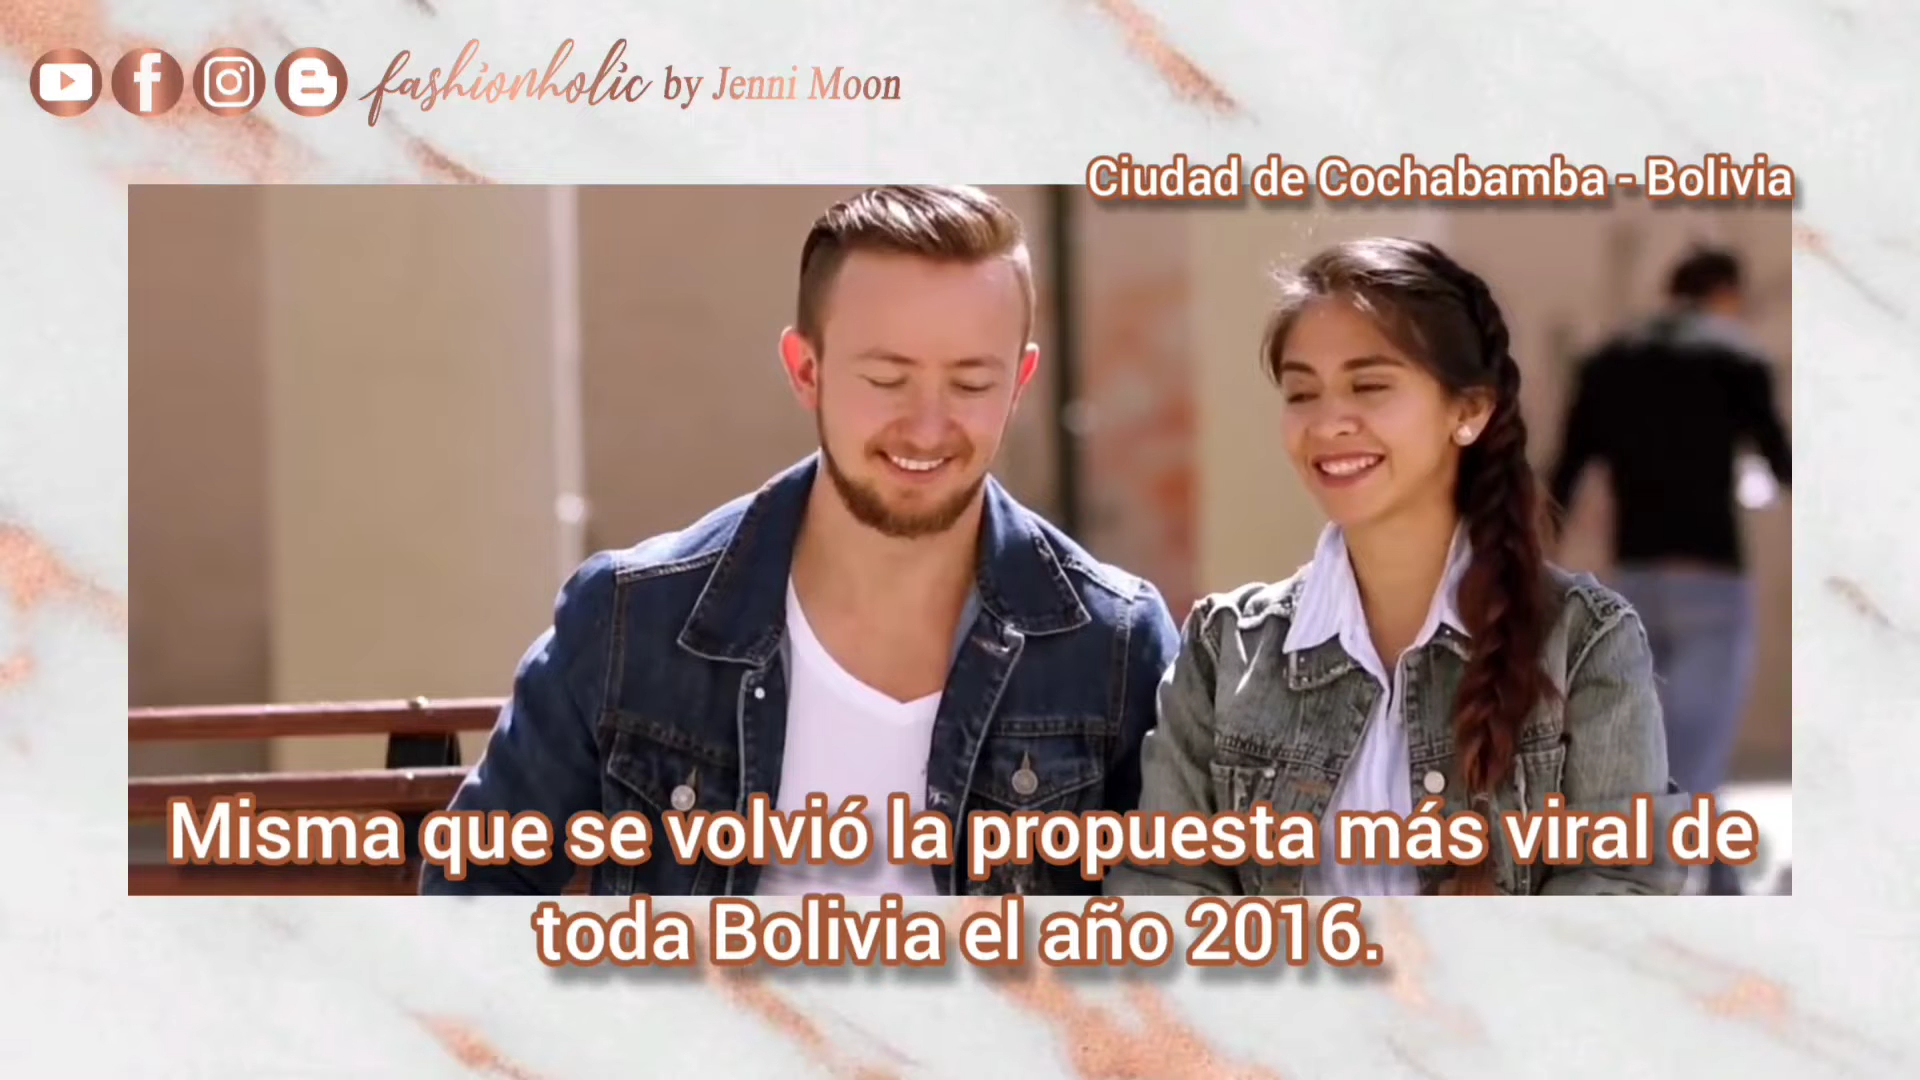 fashionholic by Jenni Moon
Ciudad de Cochabamba - Bolivia
Misma que se volvió la propuesta más viral de
toda Bolivia el año 2016.